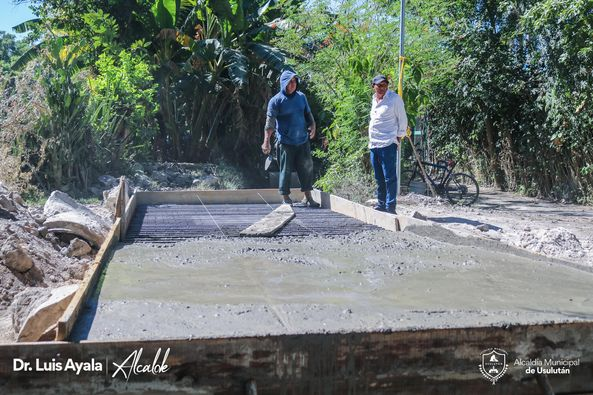 Dr. Luis Ayala
Alcalde
Alcaldía Municipal
de Usulután